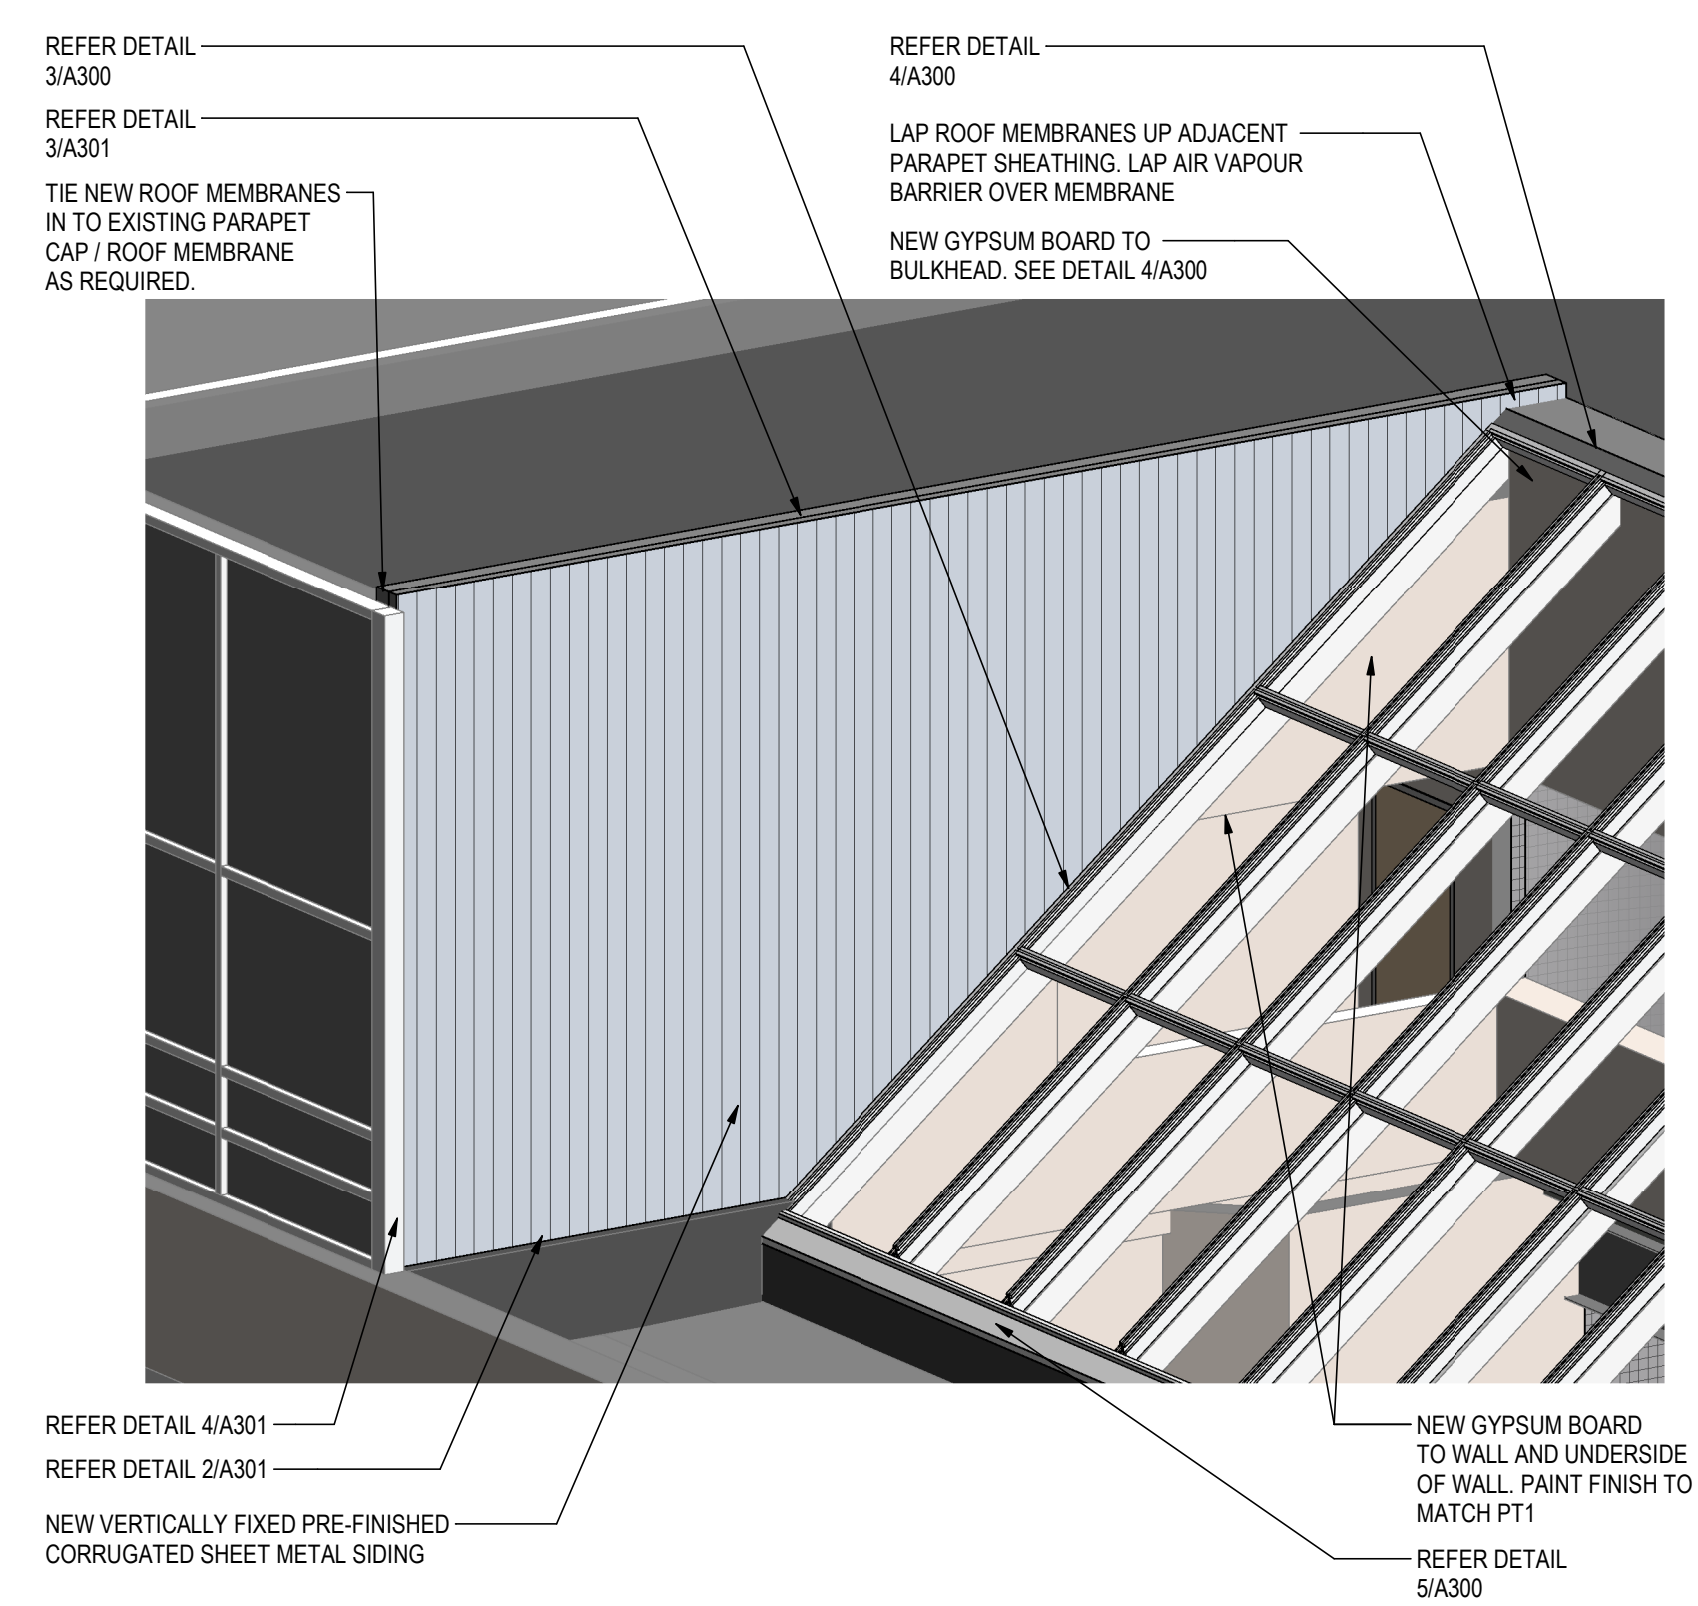 REFER DETAIL
3/A300
REFER DETAIL
3/A301
TIE NEW ROOF MEMBRANES
IN TO EXISTING PARAPET
CAP / ROOF MEMBRANE
AS REQUIRED.
REFER DETAIL
4/A300
LAP ROOF MEMBRANES UP ADJACENT
PARAPET SHEATHING. LAP AIR VAPOUR
BARRIER OVER MEMBRANE
NEW GYPSUM BOARD TO
BULKHEAD. SEE DETAIL 4/A300
REFER DETAIL 4/A301
REFER DETAIL 2/A301
NEW VERTICALLY FIXED PRE-FINISHED
CORRUGATED SHEET METAL SIDING
NEW GYPSUM BOARD
TO WALL AND UNDERSIDE
OF WALL. PAINT FINISH TO
MATCH PT1
REFER DETAIL
5/A300